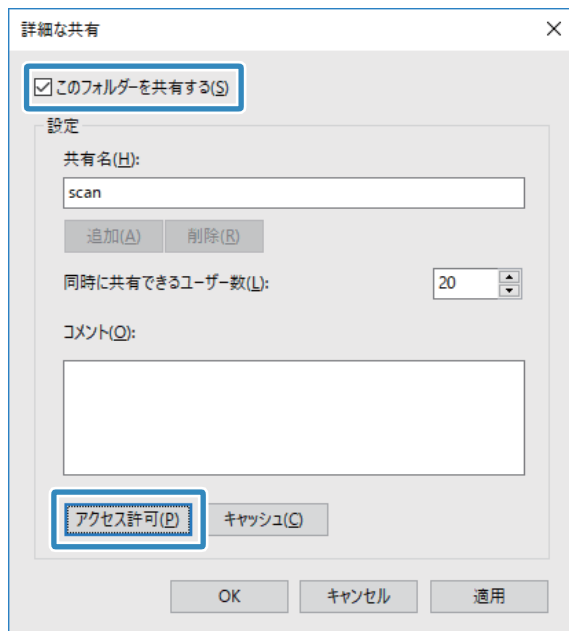 詳細な共有
このフォルダーを共有する(S)
設定
共有名(H):
scan
追加(A) 削除(R)
同時に共有できるユーザー数(L): 20
コメント(O):
アクセス許可(P) キャッシュ(C)
OK キャンセル 適用